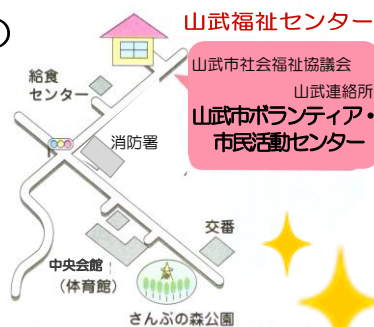 山武福祉センター
山武市社会福祉協議会
山武連絡所
山武市ボランティア・
市民活動センター
給食
センター
消防署
交番
中央会館
（体育館）
さんぶの森公園